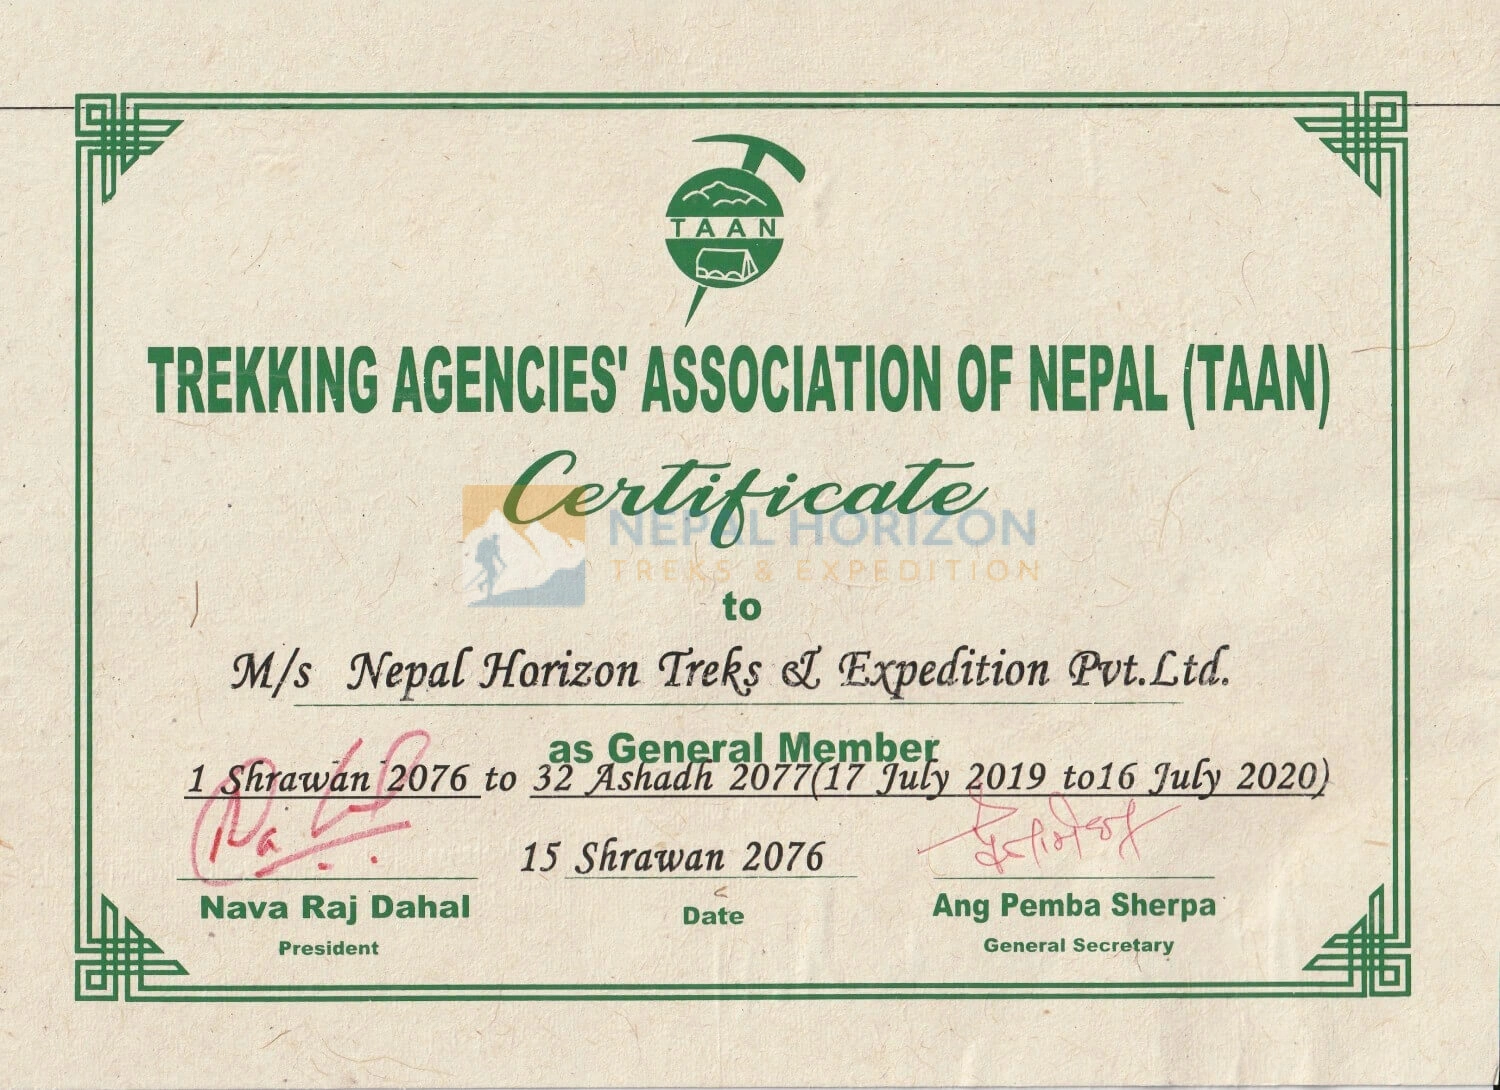 TAAN
TREKKING AGENCIES' ASSOCIATION OF NEPAL (TAAN)
Certificate
NEPAL HORIZON
TREKS & EXPEDITION
to
M/s Nepal Horizon Treks & Expedition Pvt.Ltd.
as General Member
1 Shrawan 2076 to 32 Ashadh 2077(17 July 2019 to16 July 2020)
15 Shrawan 2076
Nava Raj Dahal
Date
Ang Pemba Sherpa
President
General Secretary